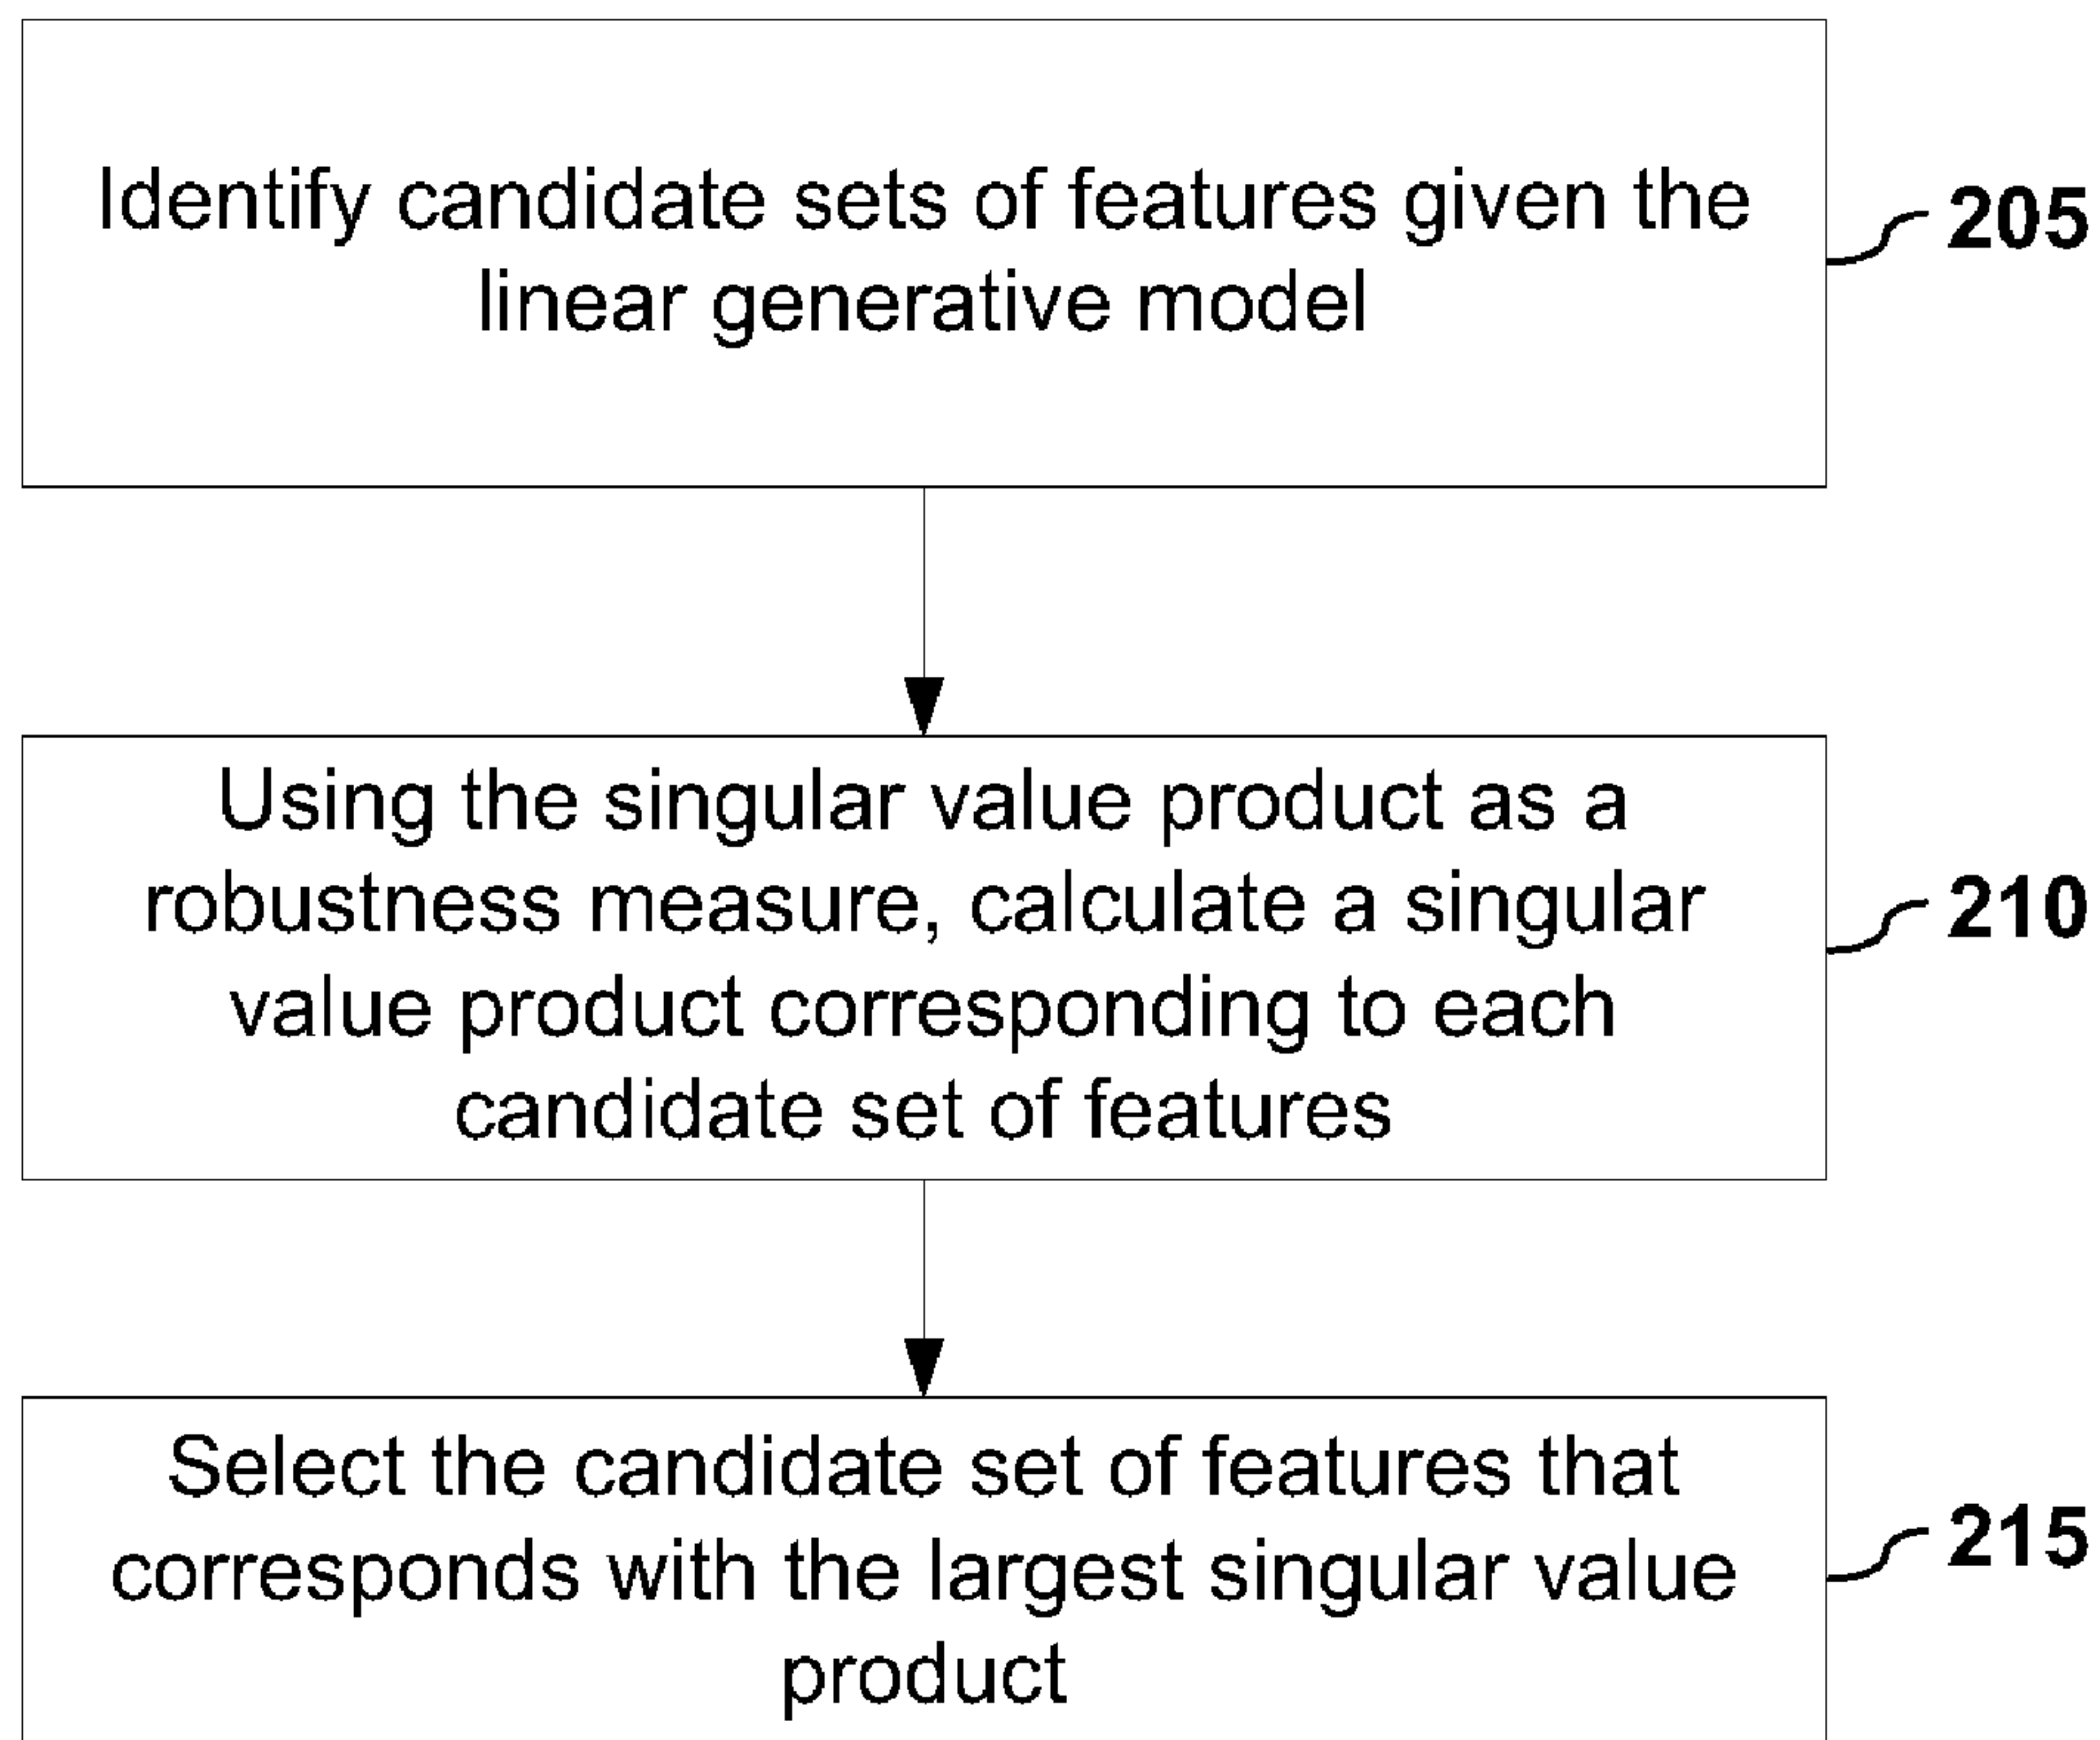 Identify candidate sets of features given the
linear generative model
205
Using the singular value product as a
robustness measure, calculate a singular
value product corresponding to each
candidate set of features
210
Select the candidate set of features that
corresponds with the largest singular value
product
215